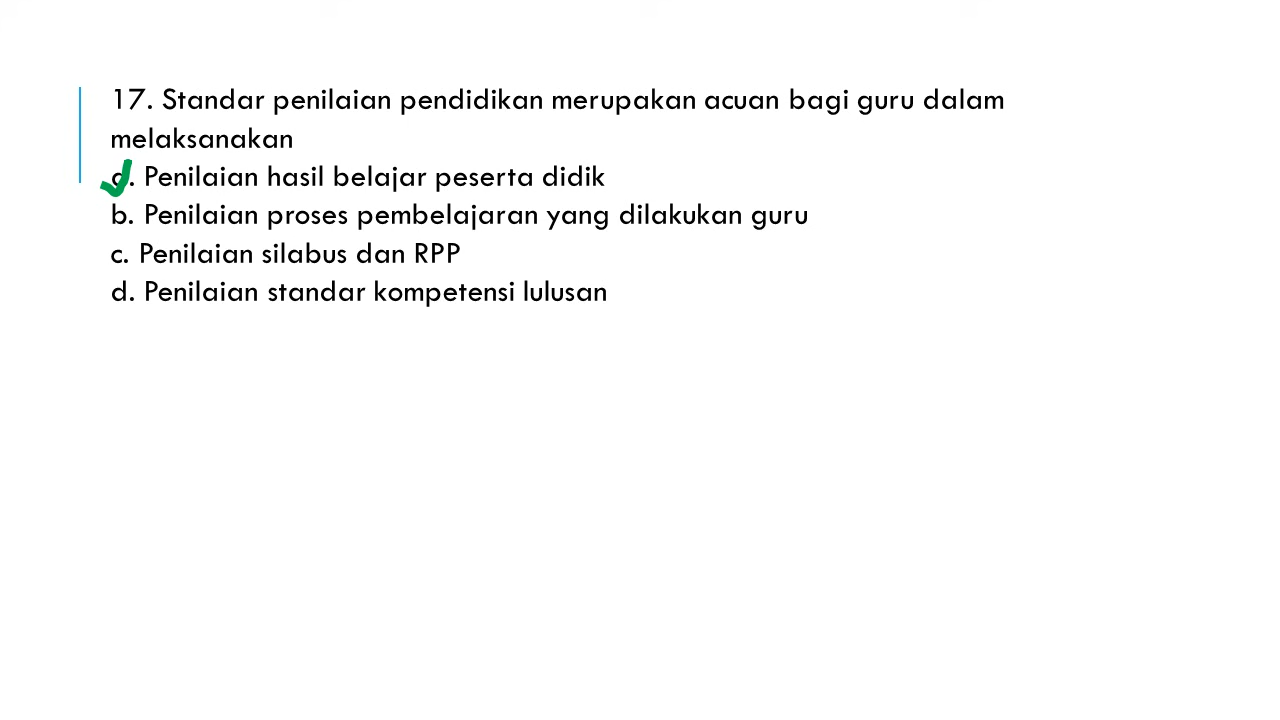 17. Standar penilaian pendidikan merupakan acuan bagi guru dalam
melaksanakan
a. Penilaian hasil belajar peserta didik
b. Penilaian proses pembelajaran yang dilakukan guru
c. Penilaian silabus dan RPP
d. Penilaian standar kompetensi lulusan